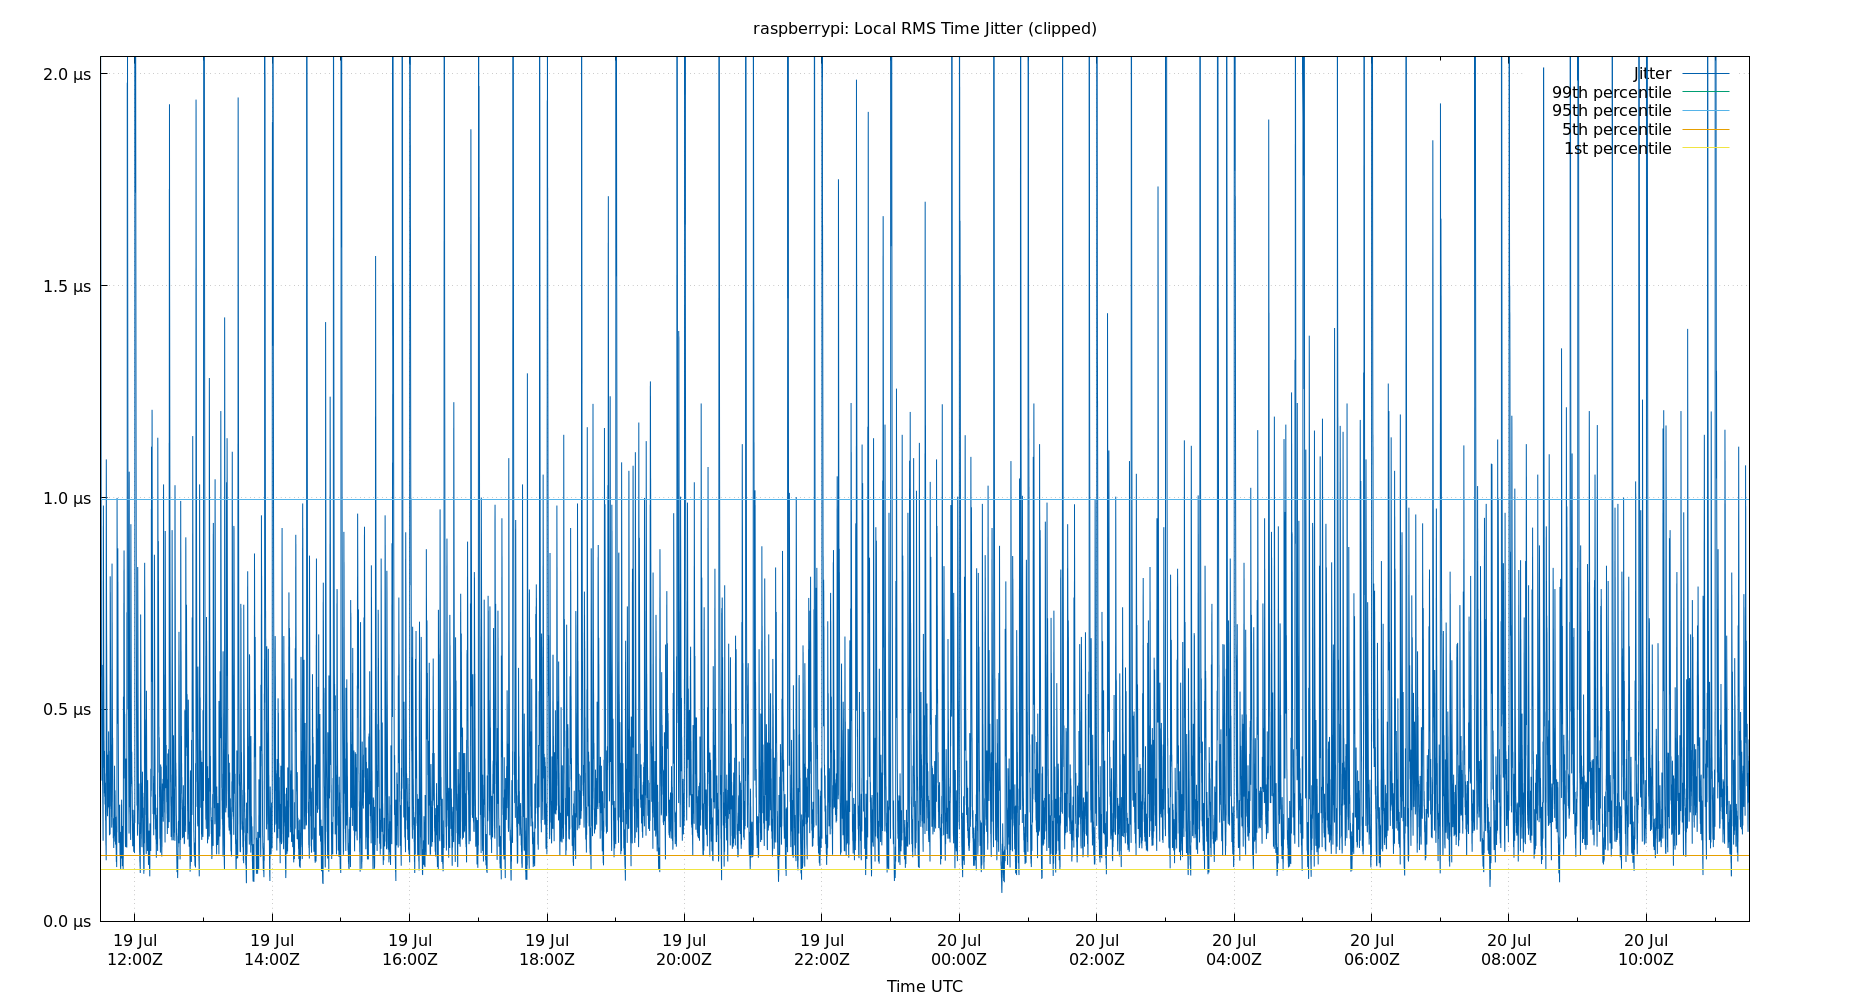 raspberrypi: Local RMS Time Jitter (clipped)
2.0 μs
1.5 μs
1.0 μs
0.5 μs
0.0 μs
Jitter
99th percentile
95th percentile
5th percentile
1st percentile
19 Jul 19 Jul 19 Jul 19 Jul 19 Jul 19 Jul 20 Jul 20 Jul 20 Jul 20 Jul 20 Jul 20 Jul
12:00Z 14:00Z 16:00Z 18:00Z 20:00Z 22:00Z 00:00Z 02:00Z 04:00Z 06:00Z 08:00Z 10:00Z
Time UTC